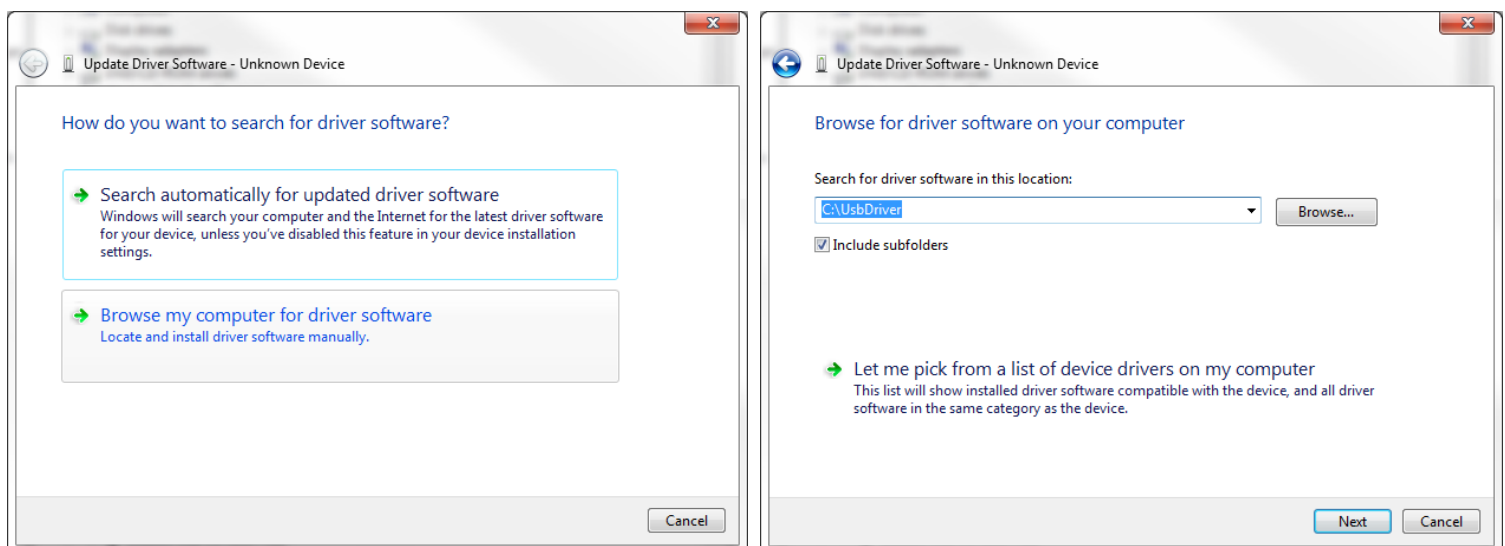 Update Driver Software - Unknown Device
How do you want to search for driver software?
Search automatically for updated driver software
Windows will search your computer and the Internet for the latest driver software
for your device, unless you've disabled this feature in your device installation
settings.
Browse my computer for driver software
Locate and install driver software manually.
Cancel
Update Driver Software - Unknown Device
Browse for driver software on your computer
Search for driver software in this location:
C:\UsbDriver
Browse...
Include subfolders
Let me pick from a list of device drivers on my computer
This list will show installed driver software compatible with the device, and all driver
software in the same category as the device.
Next
Cancel